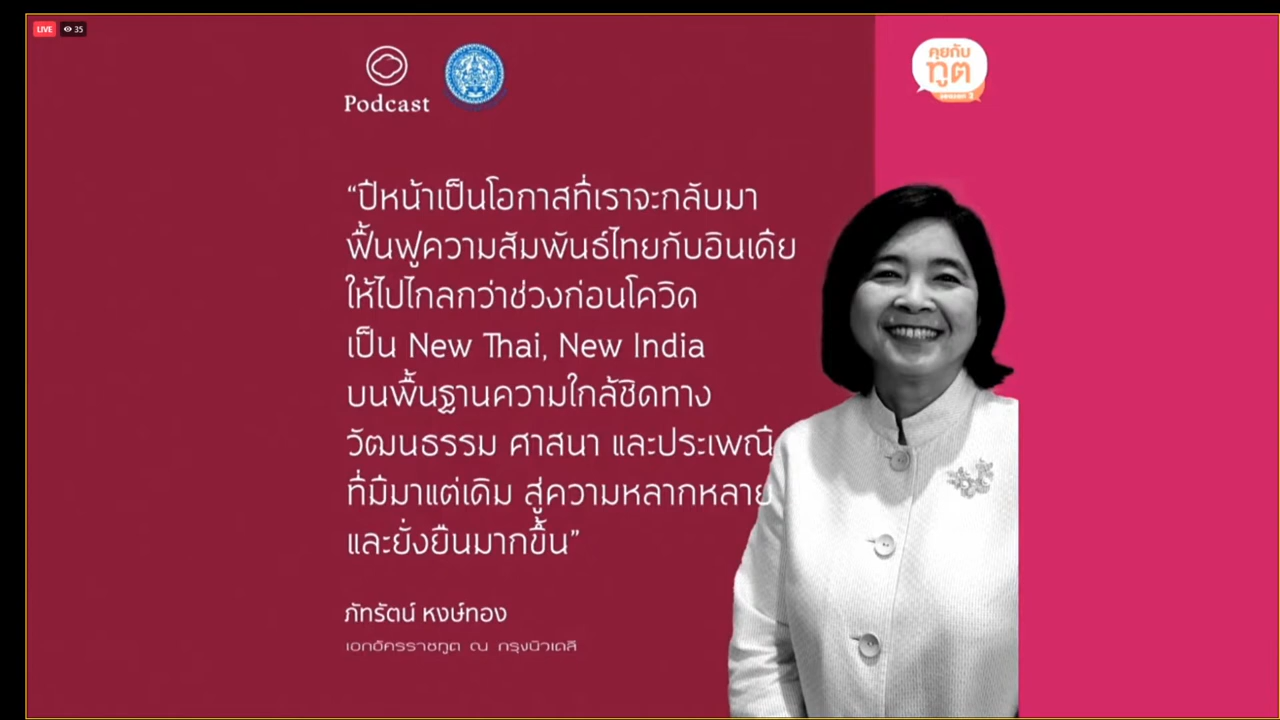 LIVE 35
Podcast
คุยกับ
ทูต
season 2
“ปีหน้าเป็นโอกาสที่เราจะกลับมา
ฟื้นฟูความสัมพันธ์ไทยกับอินเดีย
ให้ไปไกลกว่าช่วงก่อนโควิด
เป็น New Thai, New India
บนพื้นฐานความใกล้ชิดทาง
วัฒนธรรม ศาสนา และประเพณี
ที่มีมาแต่เดิม สู่ความหลากหลาย
และยั่งยืนมากขึ้น”
ภัทรัตน์ หงษ์ทอง
เอกอัครราชทูต ณ กรุงนิวเดลี